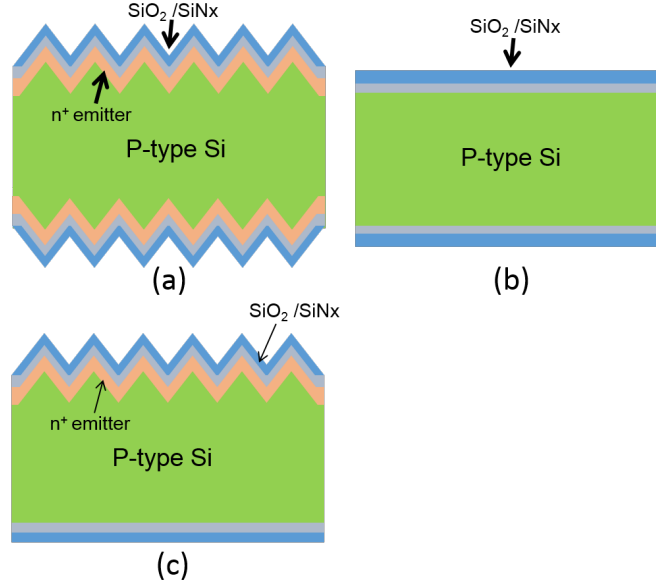 SiO₂ /SiNx
n⁺ emitter
P-type Si
(a)
SiO₂ /SiNx
P-type Si
(b)
SiO₂ /SiNx
n⁺ emitter
P-type Si
(c)